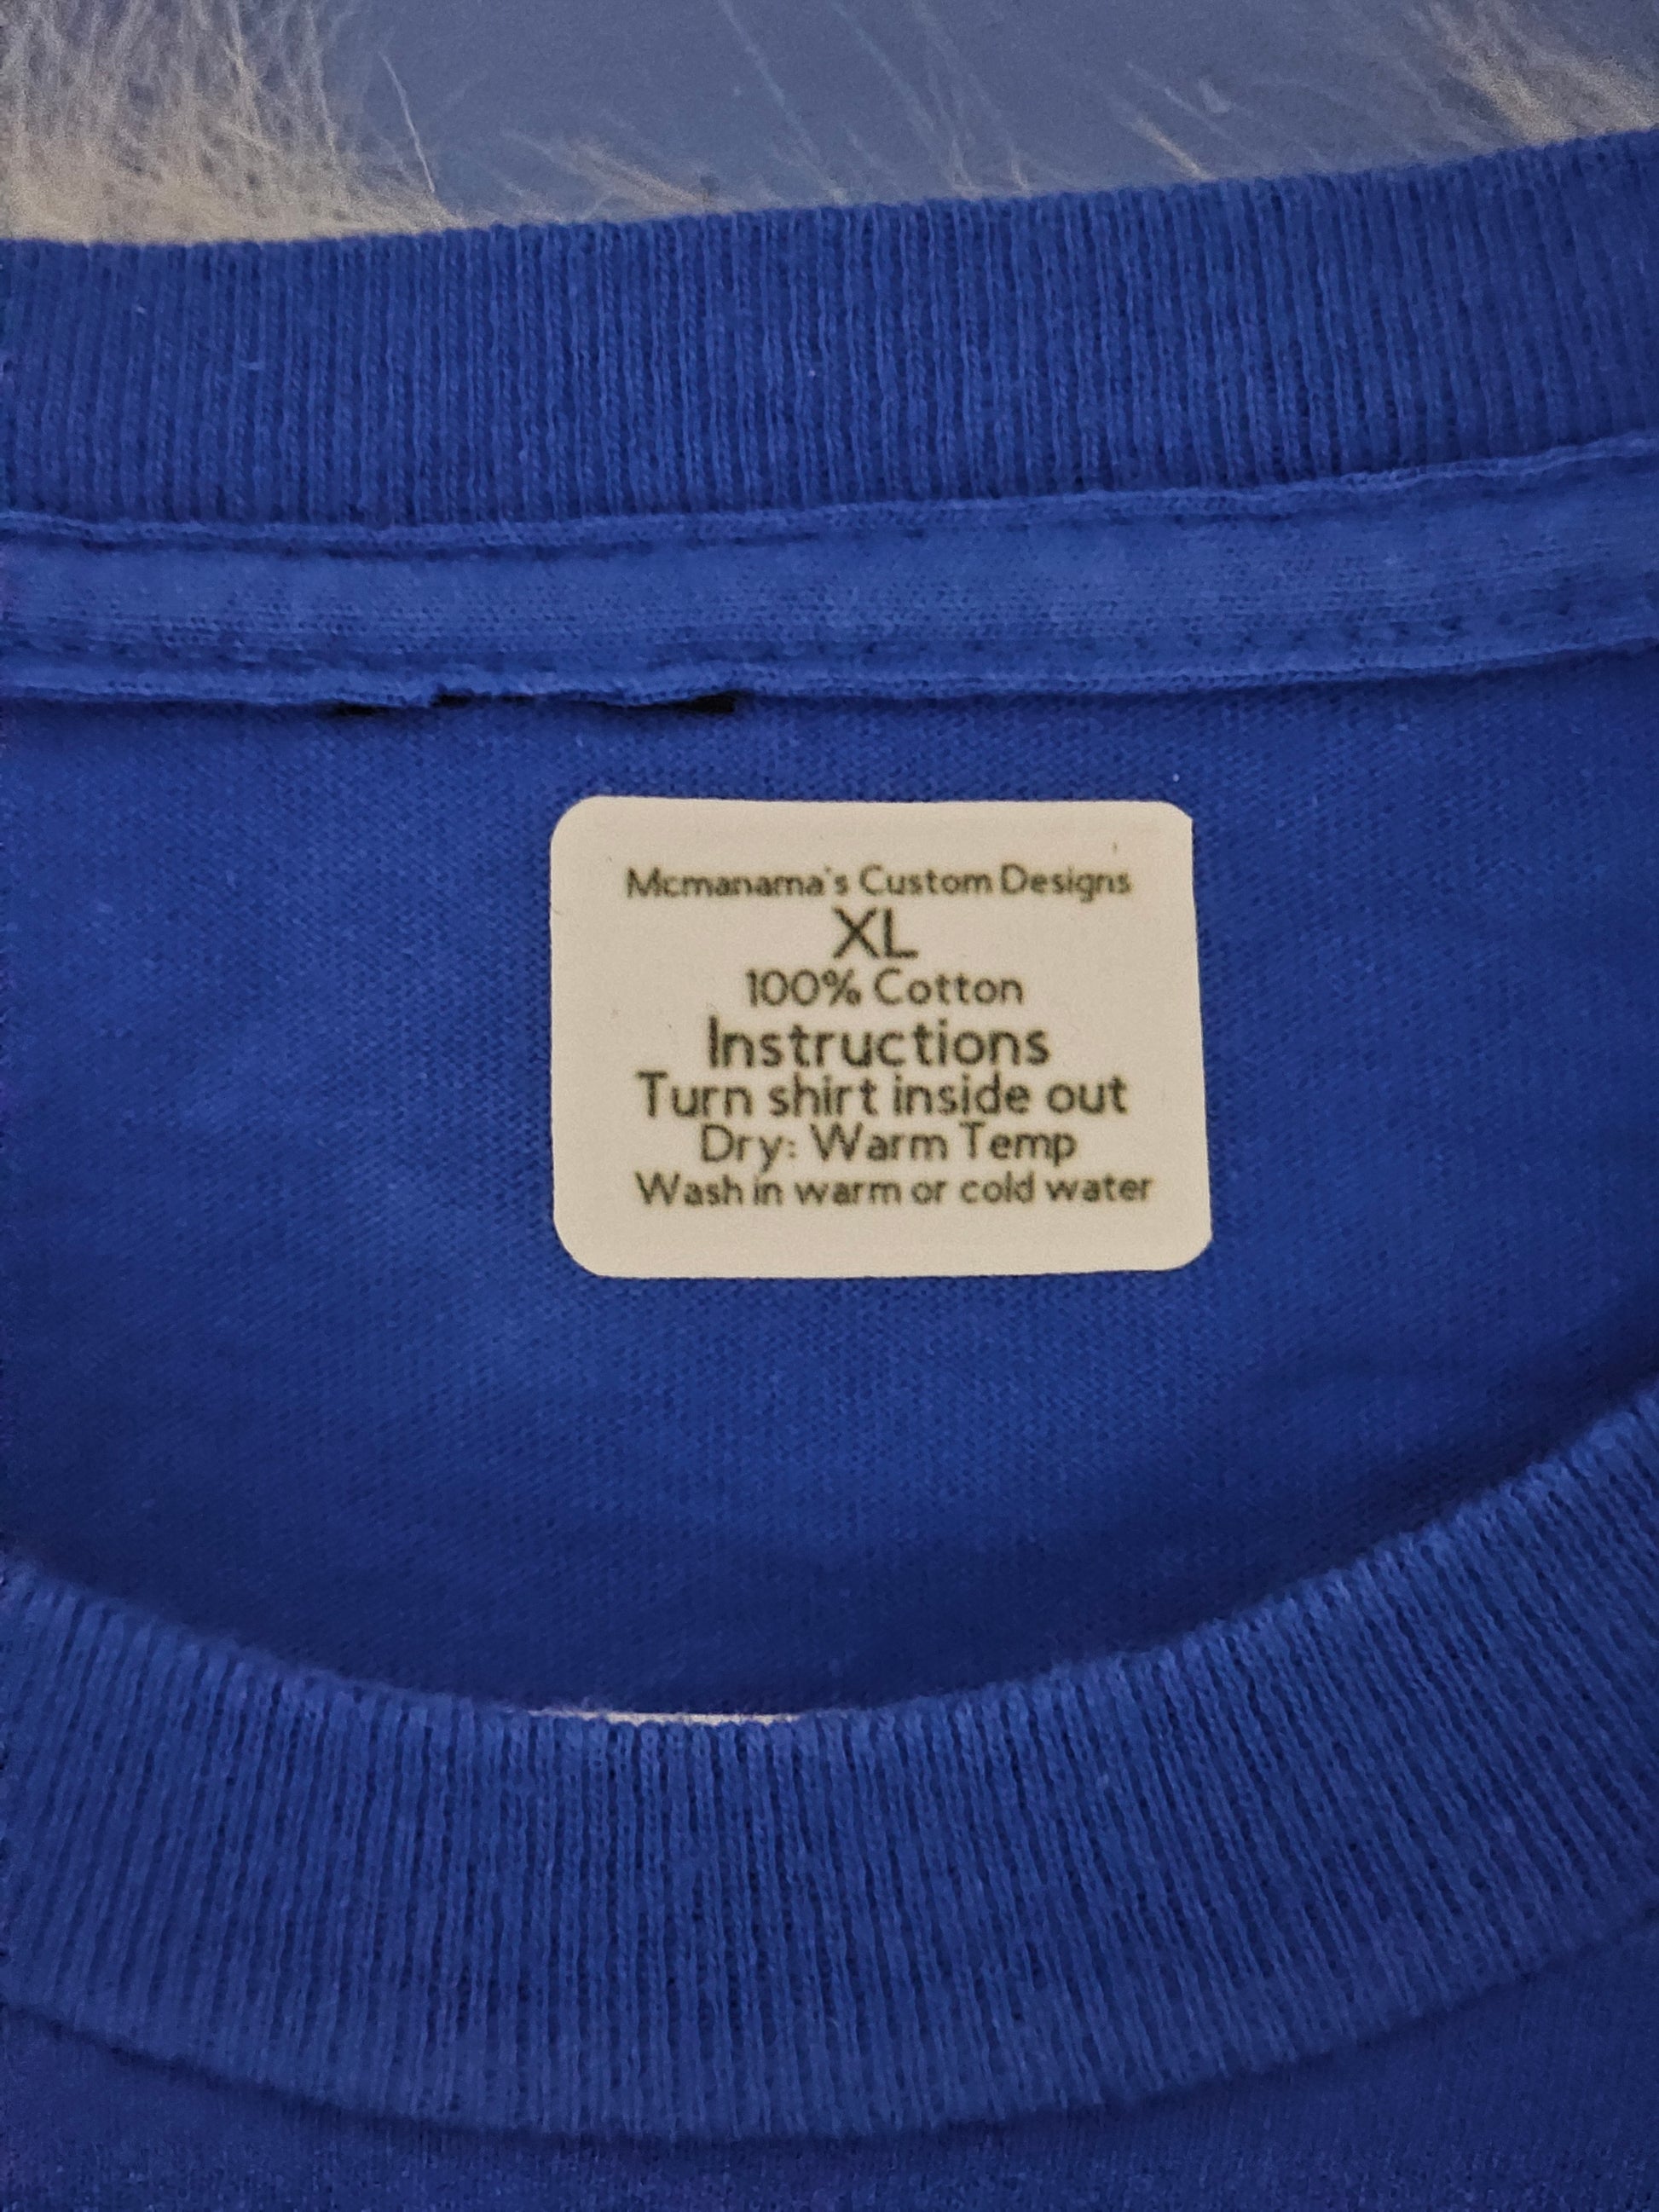 Mcmanama's Custom Designs
XL
100% Cotton
Instructions
Turn shirt inside out
Dry: Warm Temp
Wash in warm or cold water